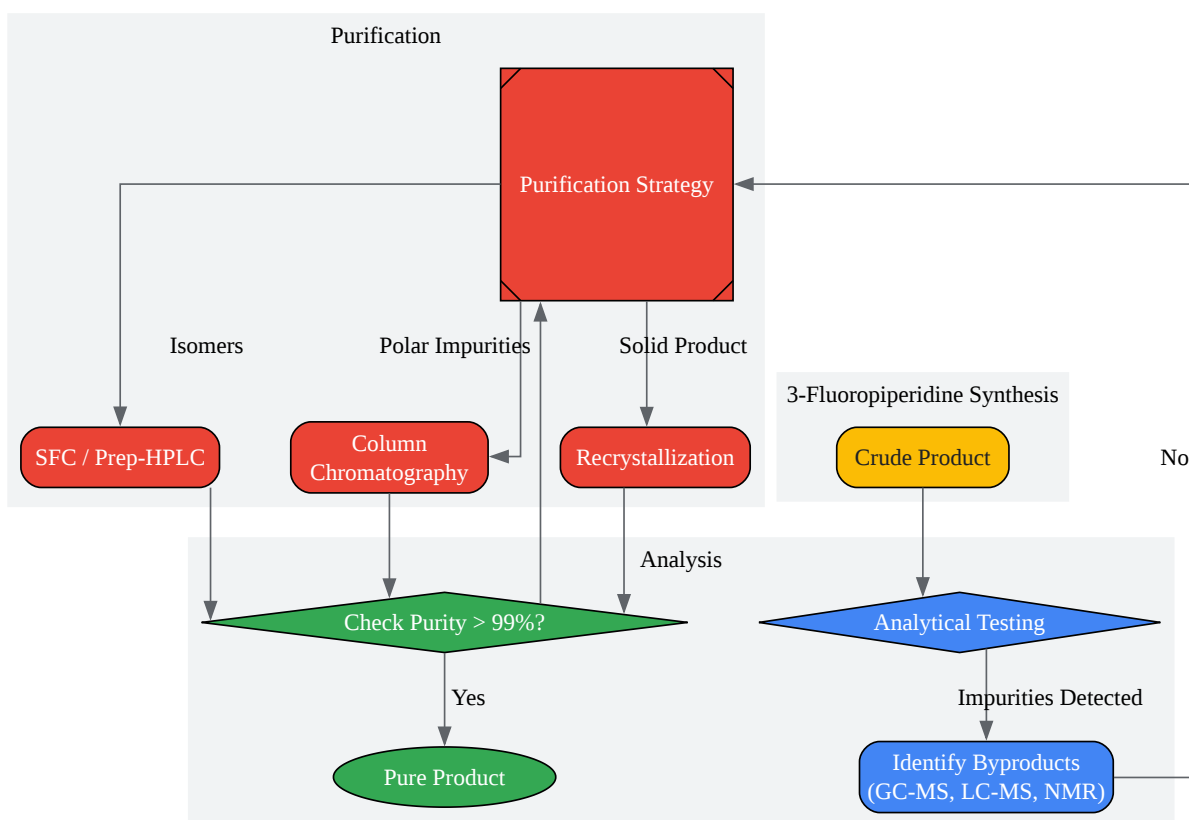 Purification
Purification Strategy
Isomers
Polar Impurities
Solid Product
3-Fluoropiperidine Synthesis
SFC / Prep-HPLC
Column
Chromatography
Recrystallization
Crude Product
No
Analysis
Check Purity > 99%?
Analytical Testing
Yes
Impurities Detected
Pure Product
Identify Byproducts
(GC-MS, LC-MS, NMR)